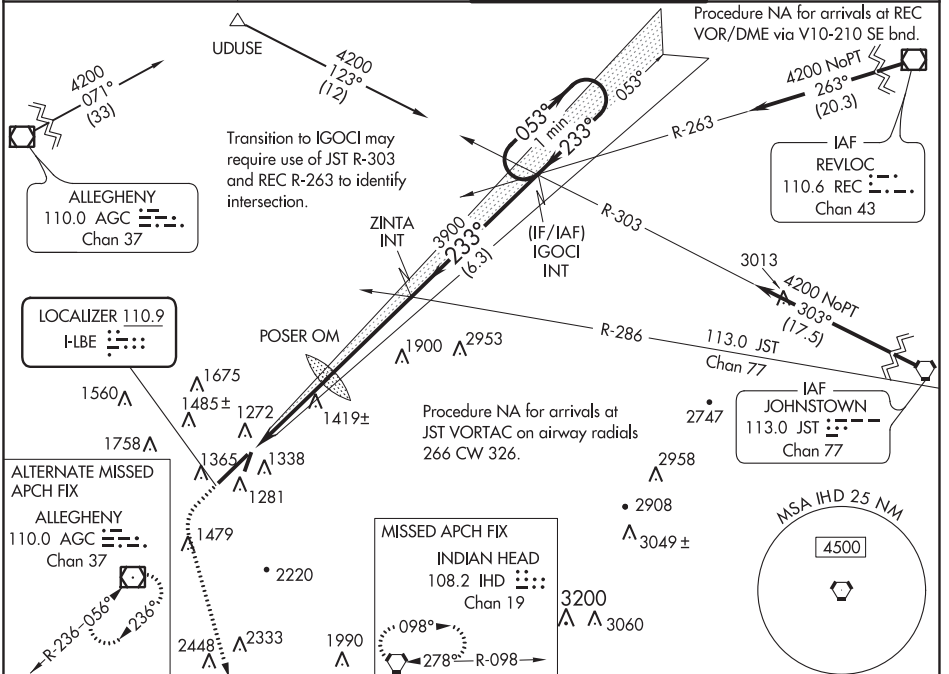 Procedure NA for arrivals at REC
VOR/DME via V10-210 SE bnd.
UDUSE
4200
123°
(12)
4200
071°
(33)
4200 NoPT
263°
(20.3)
R-263
053°
1 min
233°
053°
Transition to IGOCI may
require use of JST R-303
and REC R-263 to identify
intersection.
ALLEGHENY
110.0 AGC
Chan 37
IAF
REVLOC
110.6 REC
Chan 43
ZINTA
INT
3900
233°
(6.3)
(IF/IAF)
IGOCI
INT
R-303
3013
4200 NoPT
303°
(17.5)
LOCALIZER 110.9
I-LBE
POSER OM
R-286
113.0 JST
Chan 77
IAF
JOHNSTOWN
113.0 JST
Chan 77
1900
2953
1675
1560
1485±
1272
1419±
1758
1365
1338
1281
1479
2220
2448
2333
1990
Procedure NA for arrivals at
JST VORTAC on airway radials
266 CW 326.
2747
2958
2908
3049±
3200
3060
ALTERNATE MISSED
APCH FIX
ALLEGHENY
110.0 AGC
Chan 37
R-236
056°
236°
MISSED APCH FIX
INDIAN HEAD
108.2 IHD
Chan 19
098°
278°
R-098
MSA IHD 25 NM
4500